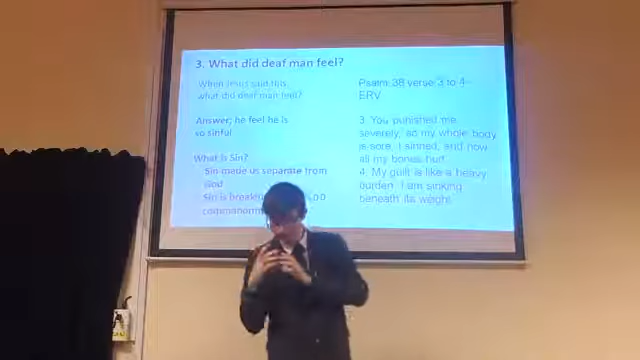 3. What did deaf man feel?
When Jesus said this,
what did deaf man feel?
Answer; he feel he is
so sinful
What is Sin?
Sin made us separate from
God
Sin is
Psalm 38 verse 3 to 4–
ERV
3. You punished me
severely, so my whole body
is sore. I sinned, and now
all my bones hurt.
4. My guilt is like a heavy
burden. I am sinking
beneath its weight.